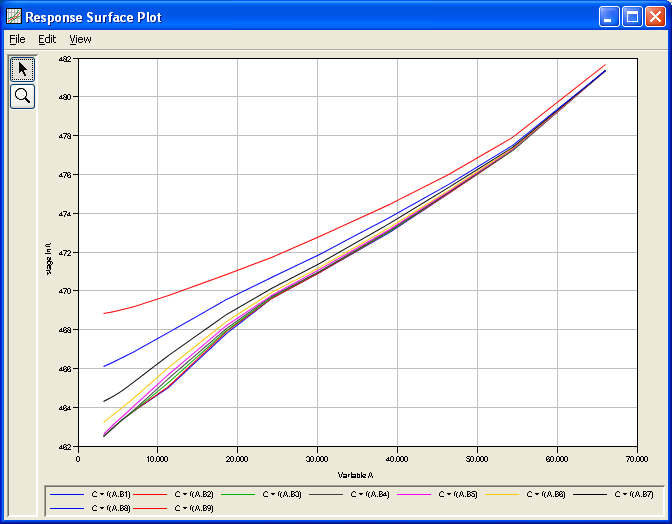 Response Surface Plot
File Edit View
482
480
478
476
474
472
470
468
466
464
462
stage in ft
0 10,000 20,000 30,000 40,000 50,000 60,000 70,000
Variable A
C = f(A,B1) C = f(A,B2) C = f(A,B3) C = f(A,B4) C = f(A,B5) C = f(A,B6) C = f(A,B7)
C = f(A,B8) C = f(A,B9)